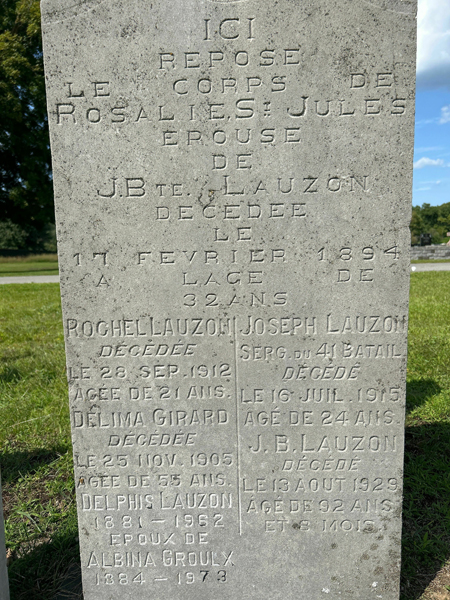 ICI
REPOSE
LE CORPS DE
ROSALIE, ST JULES
EPOUSE
DE
J. BTE. LAUZON
DECEDEE
LE
17 FEVRIER 1894
A LAGE DE
32 ANS
ROCHEL LAUZON
DÉCÉDÉE
LE 28 SEP. 1912
AGÉE DE 21 ANS.
DELIMA GIRARD
DECEDEE
LE 25 NOV. 1905
AGÉE DE 55 ANS.
DELPHIS LAUZON
1881 - 1962
EPOUX DE
ALBINA GROULX
1884 - 1973
JOSEPH LAUZON
SERG. DU 41 BATAIL.
DÉCÉDÉ
LE 16 JUIL. 1915
AGÉ DE 24 ANS.
J. B. LAUZON
DÉCÉDÉ
LE 13 AOUT 1929
AGE DE 92 ANS
ET 8 MOIS.